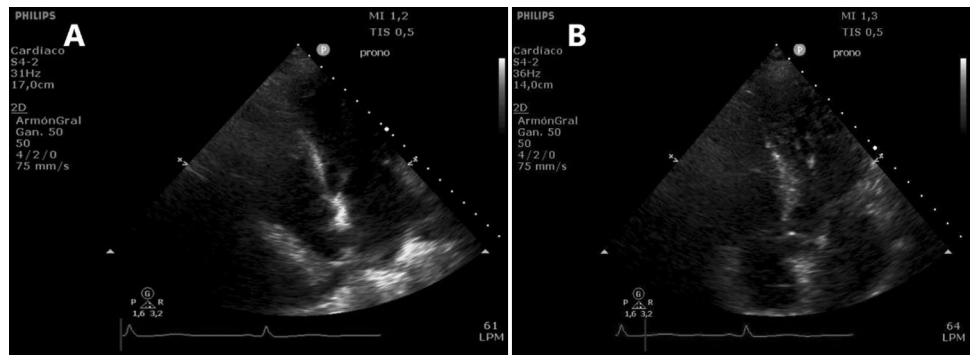 PHILIPS
A
MI 1,2
TIS 0,5
Cardíaco
S4-2
31Hz
17,0cm
P
prono
2D
ArmónGral
Gan. 50
50
4/2/0
75 mm/s
V
G
P R
1,6 3,2
61
LPM
PHILIPS
B
MI 1,3
TIS 0,5
Cardíaco
S4-2
36Hz
14,0cm
P
prono
2D
ArmónGral
Gan. 50
50
4/2/0
75 mm/s
V
G
P R
1,6 3,2
64
LPM